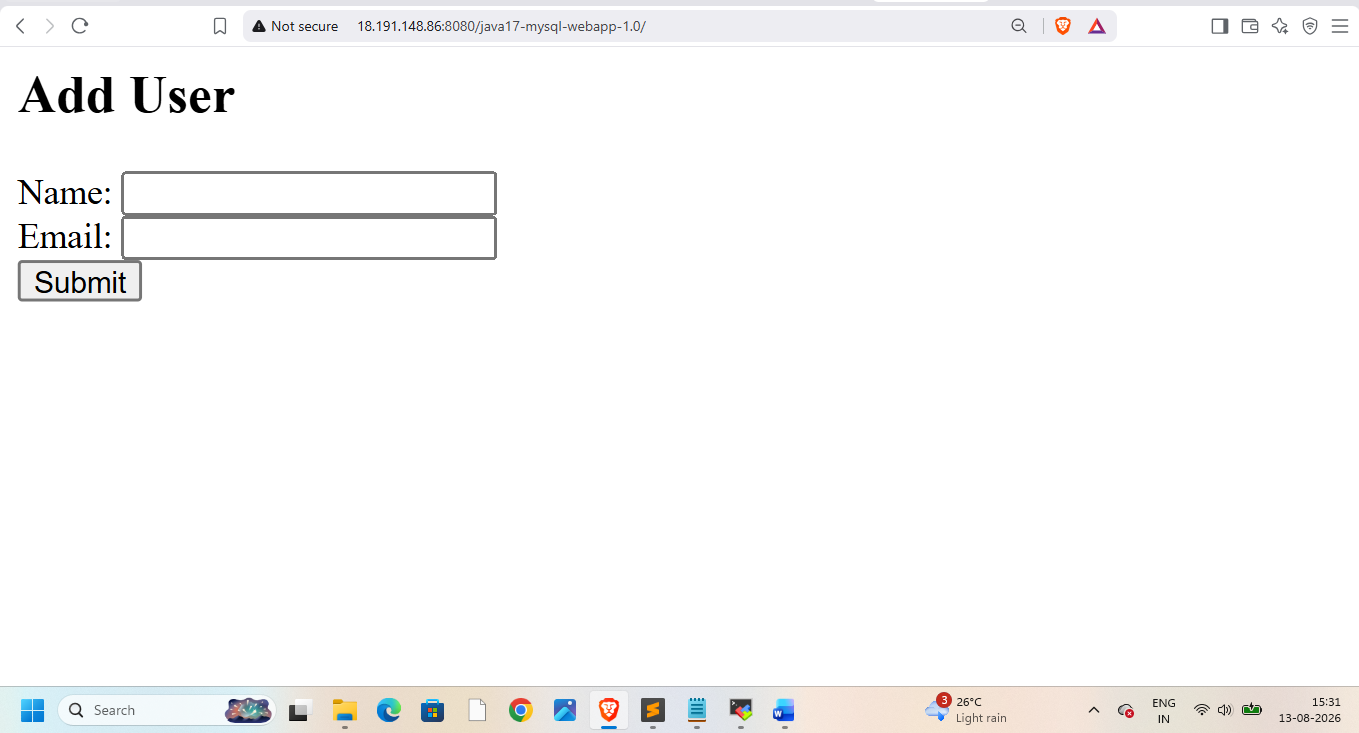 Not secure 18.191.148.86:8080/java17-mysql-webapp-1.0/
Add User
Name:
Email:
Submit
Search
3
26°C
Light rain
W
ENG
IN
15:31
13-08-2026